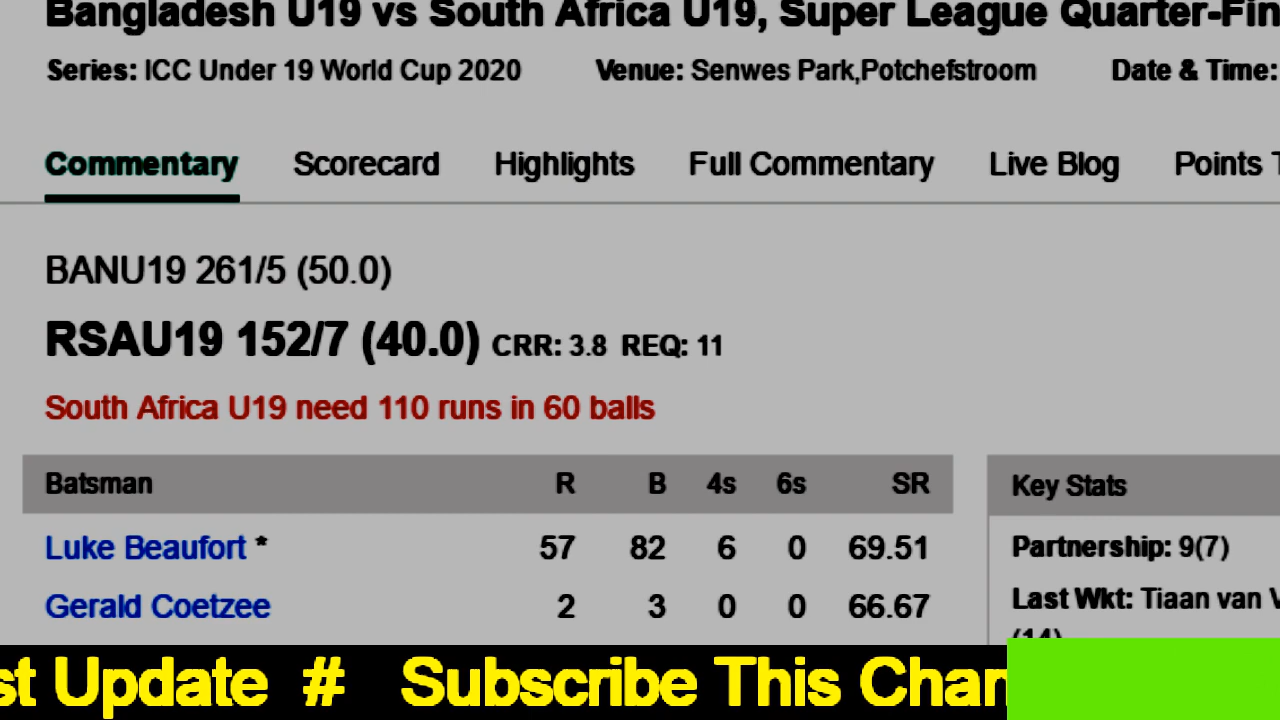 Bangladesh U19 vs South Africa U19, Super League Quarter-Fin
Series: ICC Under 19 World Cup 2020 Venue: Senwes Park,Potchefstroom Date & Time:
Commentary Scorecard Highlights Full Commentary Live Blog Points T
BANU19 261/5 (50.0)
RSAU19 152/7 (40.0) CRR: 3.8 REQ: 11
South Africa U19 need 110 runs in 60 balls
Batsman R B 4s 6s SR Key Stats
Luke Beaufort * 57 82 6 0 69.51 Partnership: 9(7)
Gerald Coetzee 2 3 0 0 66.67 Last Wkt: Tiaan van V
(14)
st Update # Subscribe This Chan